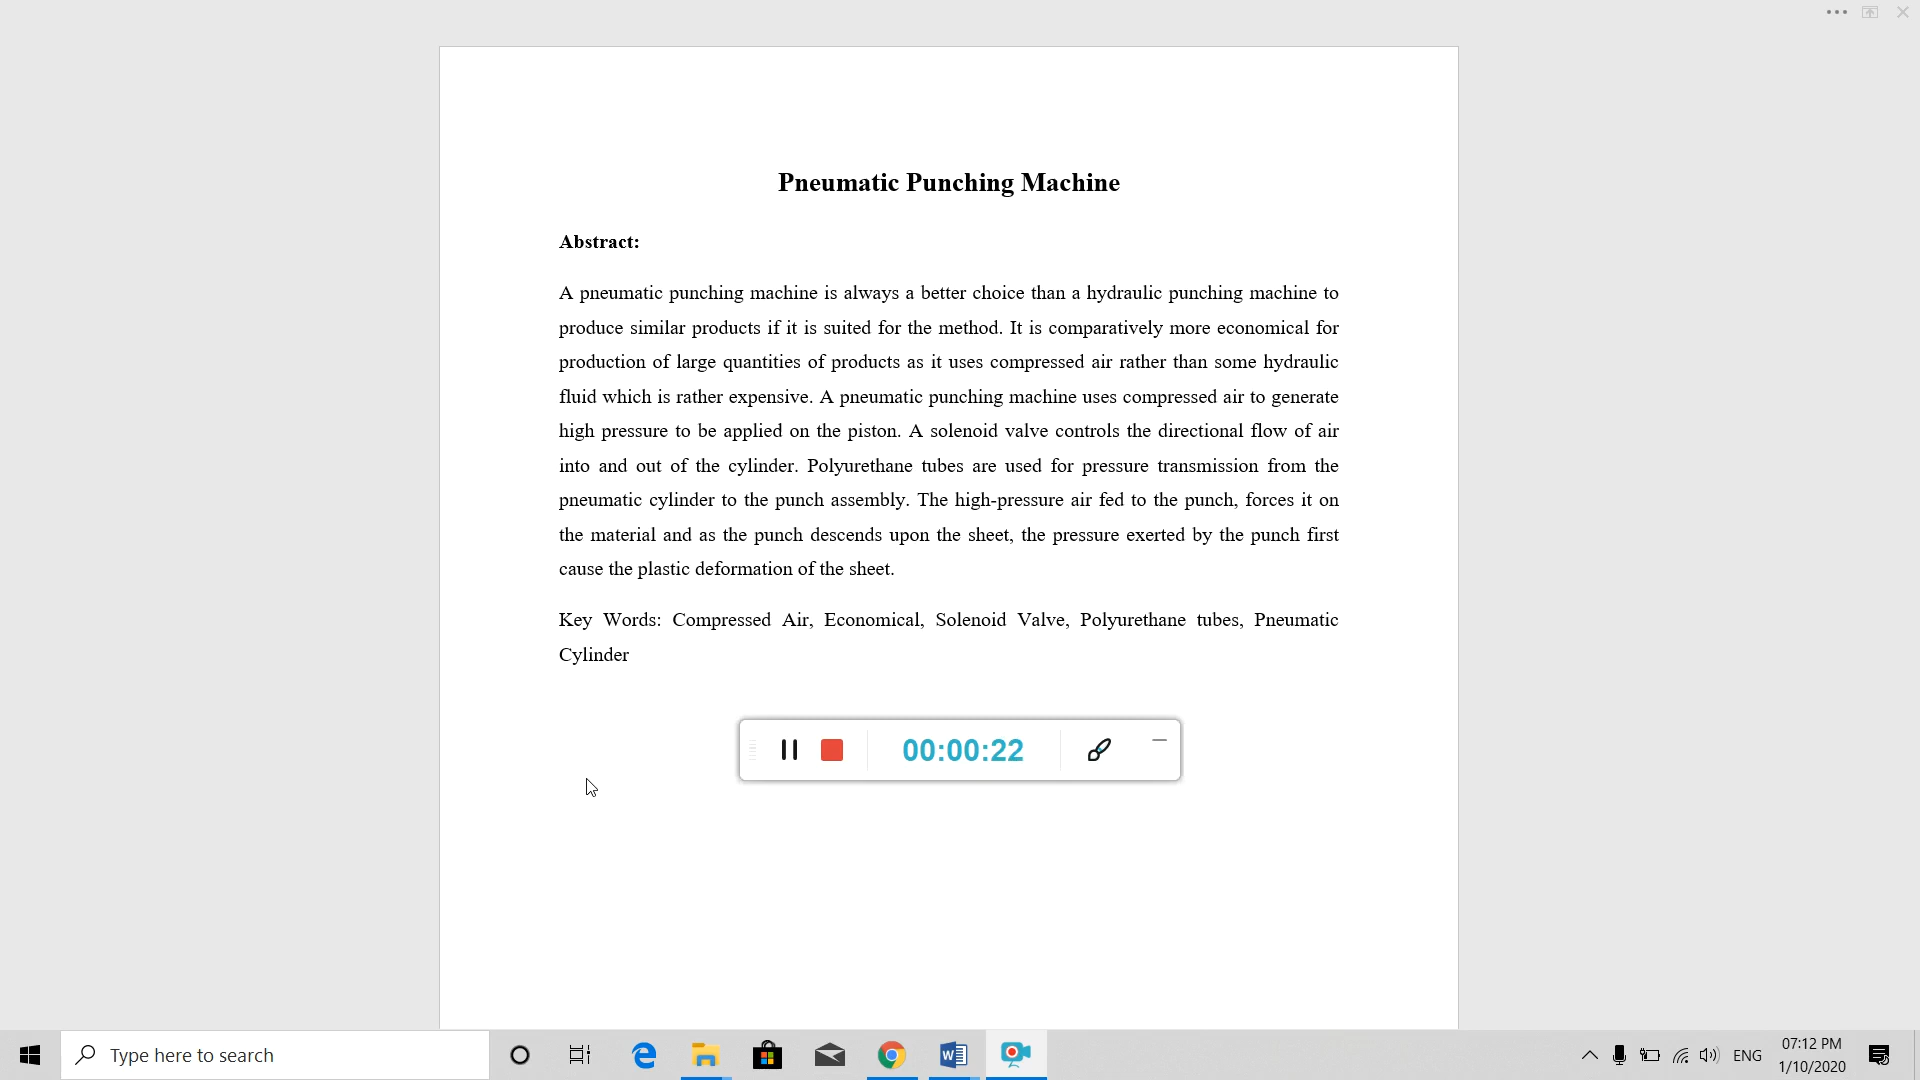 Pneumatic Punching Machine
Abstract:
A pneumatic punching machine is always a better choice than a hydraulic punching machine to
produce similar products if it is suited for the method. It is comparatively more economical for
production of large quantities of products as it uses compressed air rather than some hydraulic
fluid which is rather expensive. A pneumatic punching machine uses compressed air to generate
high pressure to be applied on the piston. A solenoid valve controls the directional flow of air
into and out of the cylinder. Polyurethane tubes are used for pressure transmission from the
pneumatic cylinder to the punch assembly. The high-pressure air fed to the punch, forces it on
the material and as the punch descends upon the sheet, the pressure exerted by the punch first
cause the plastic deformation of the sheet.
Key Words: Compressed Air, Economical, Solenoid Valve, Polyurethane tubes, Pneumatic
Cylinder
00:00:22
Type here to search
ENG
07:12 PM
1/10/2020